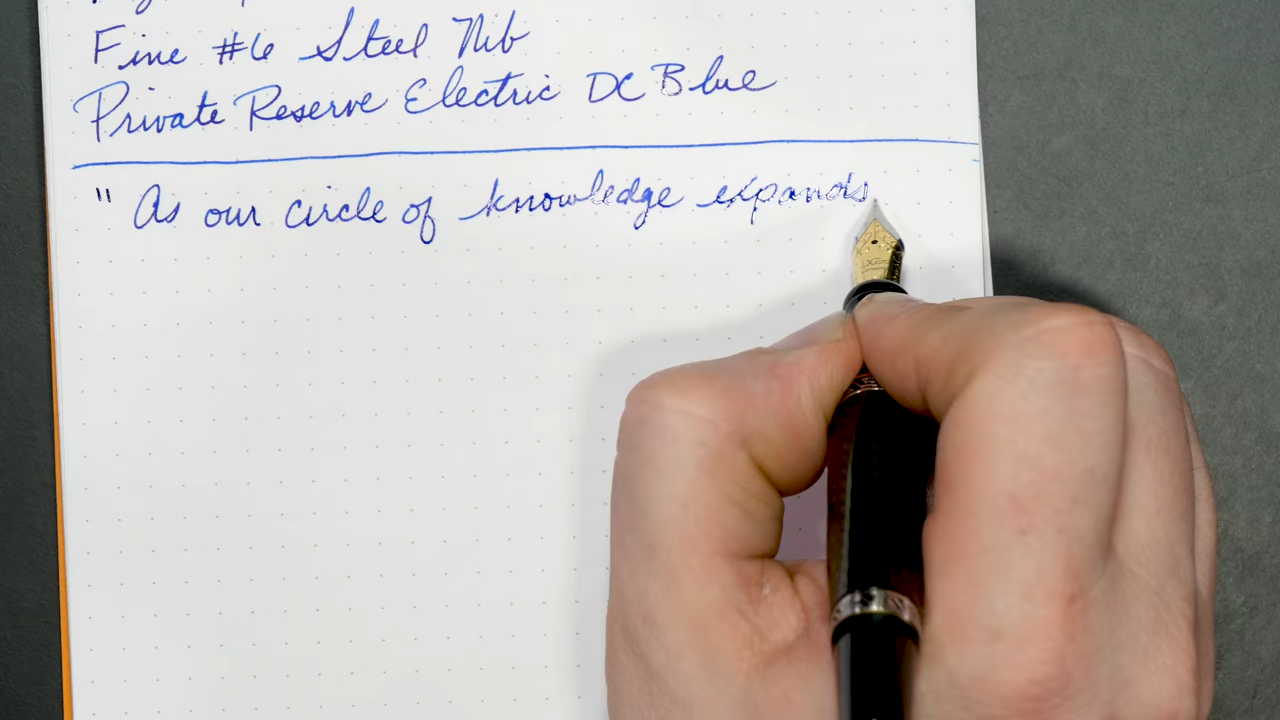 Fine #6 Steel Nib
Private Reserve Electric DC Blue
" As our circle of knowledge expands